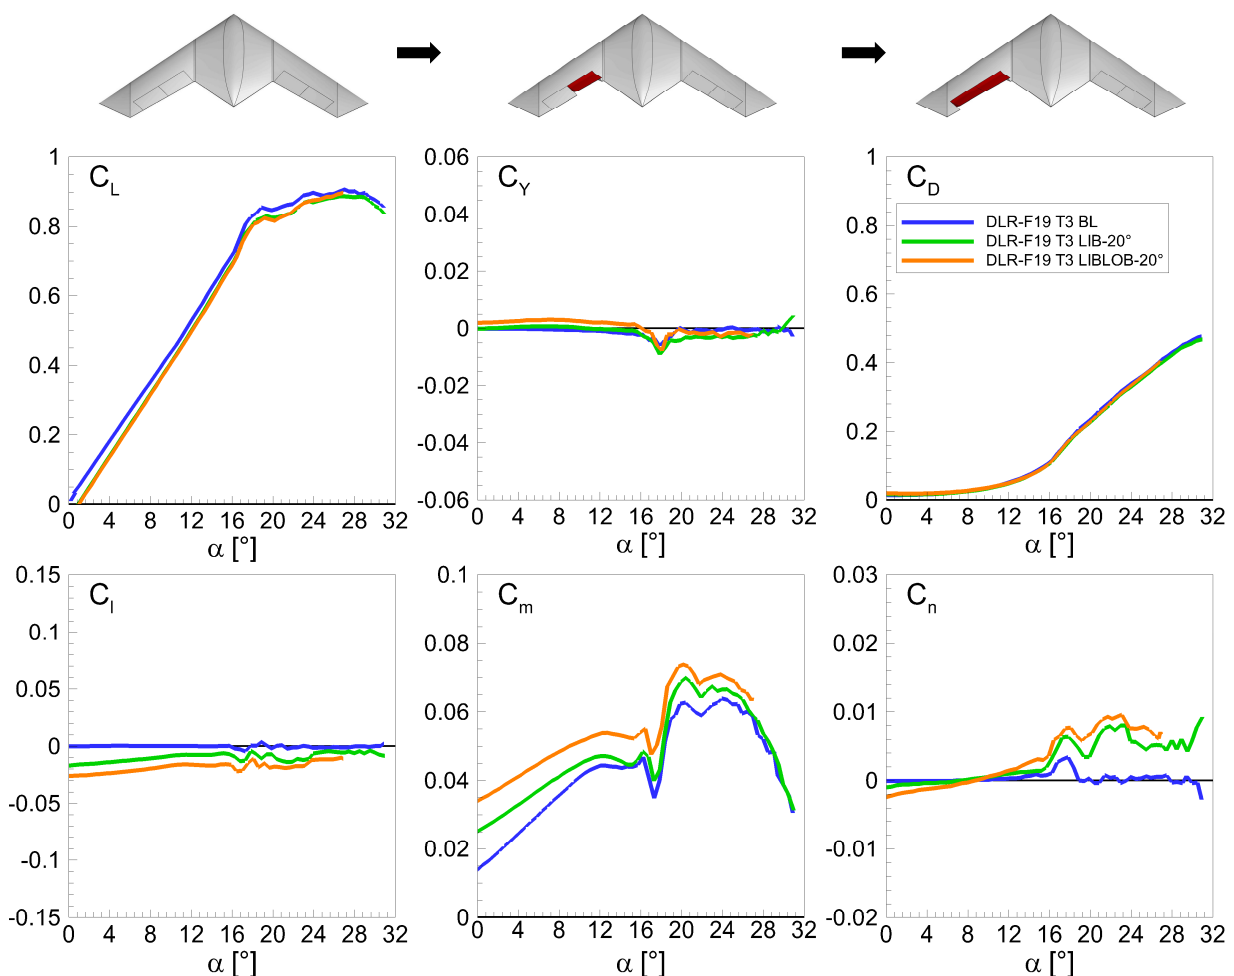 C_L
1
0.8
0.6
0.4
0.2
0
0 4 8 12 16 20 24 28 32
α [°]
C_Y
0.06
0.04
0.02
0
-0.02
-0.04
-0.06
0 4 8 12 16 20 24 28 32
α [°]
C_D
1
0.8
0.6
0.4
0.2
0
DLR-F19 T3 BL
DLR-F19 T3 LIB-20°
DLR-F19 T3 LIBLOB-20°
0 4 8 12 16 20 24 28 32
α [°]
C_l
0.15
0.1
0.05
0
-0.05
-0.1
-0.15
0 4 8 12 16 20 24 28 32
α [°]
C_m
0.1
0.08
0.06
0.04
0.02
0
0 4 8 12 16 20 24 28 32
α [°]
C_n
0.03
0.02
0.01
0
-0.01
-0.02
0 4 8 12 16 20 24 28 32
α [°]